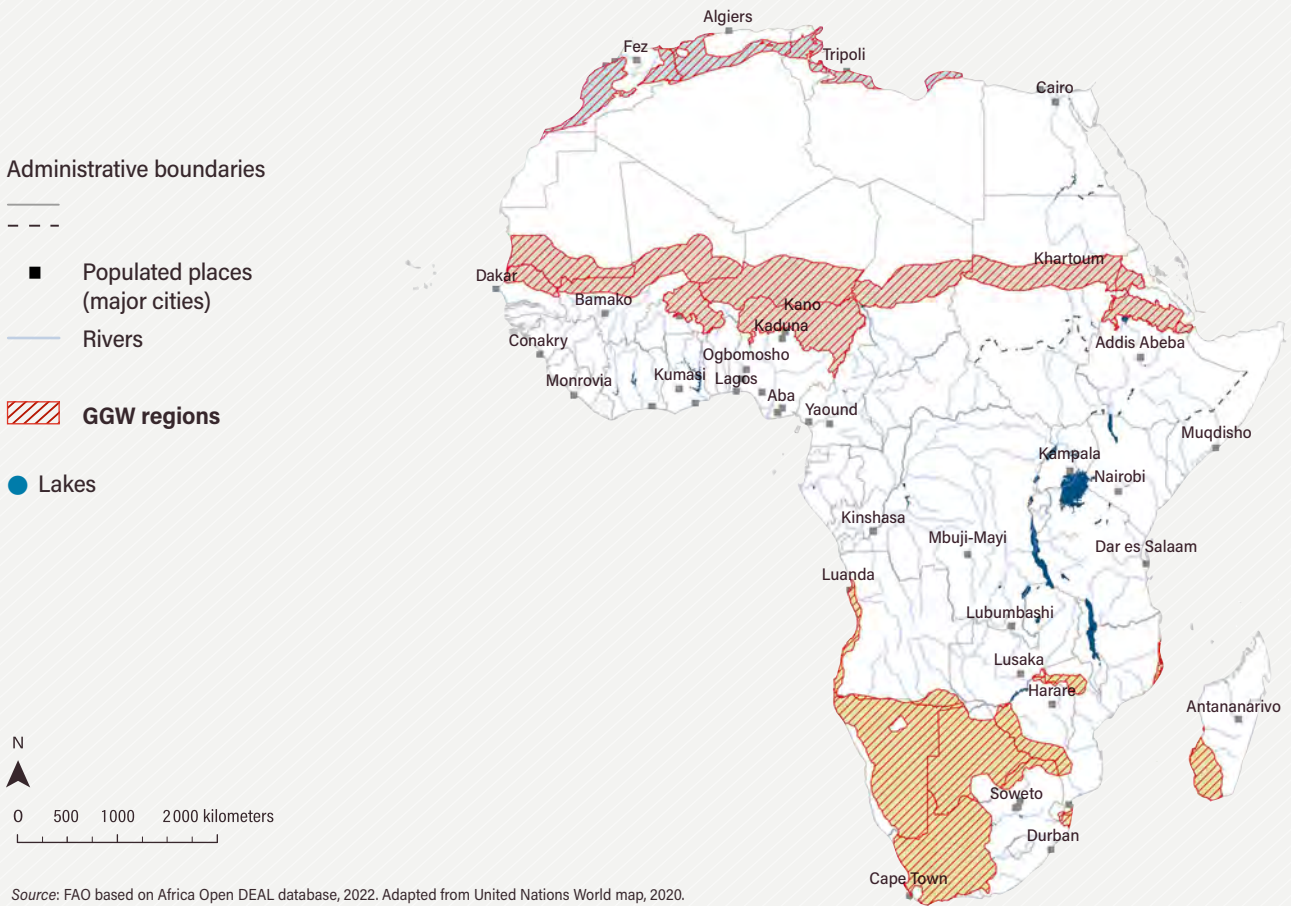 Administrative boundaries
Populated places
(major cities)
Rivers
GGW regions
Lakes
N
0 500 1000 2 000 kilometers
Algiers
Fez
Tripoli
Cairo
Khartoum
Dakar
Bamako
Kano
Kaduna
Conakry
Ogbomosho
Addis Abeba
Monrovia
Kumasi
Lagos
Aba
Yaound
Muqdisho
Kampala
Nairobi
Kinshasa
Mbuji-Mayi
Dar es Salaam
Luanda
Lubumbashi
Lusaka
Harare
Antananarivo
Soweto
Durban
Cape Town
Source: FAO based on Africa Open DEAL database, 2022. Adapted from United Nations World map, 2020.